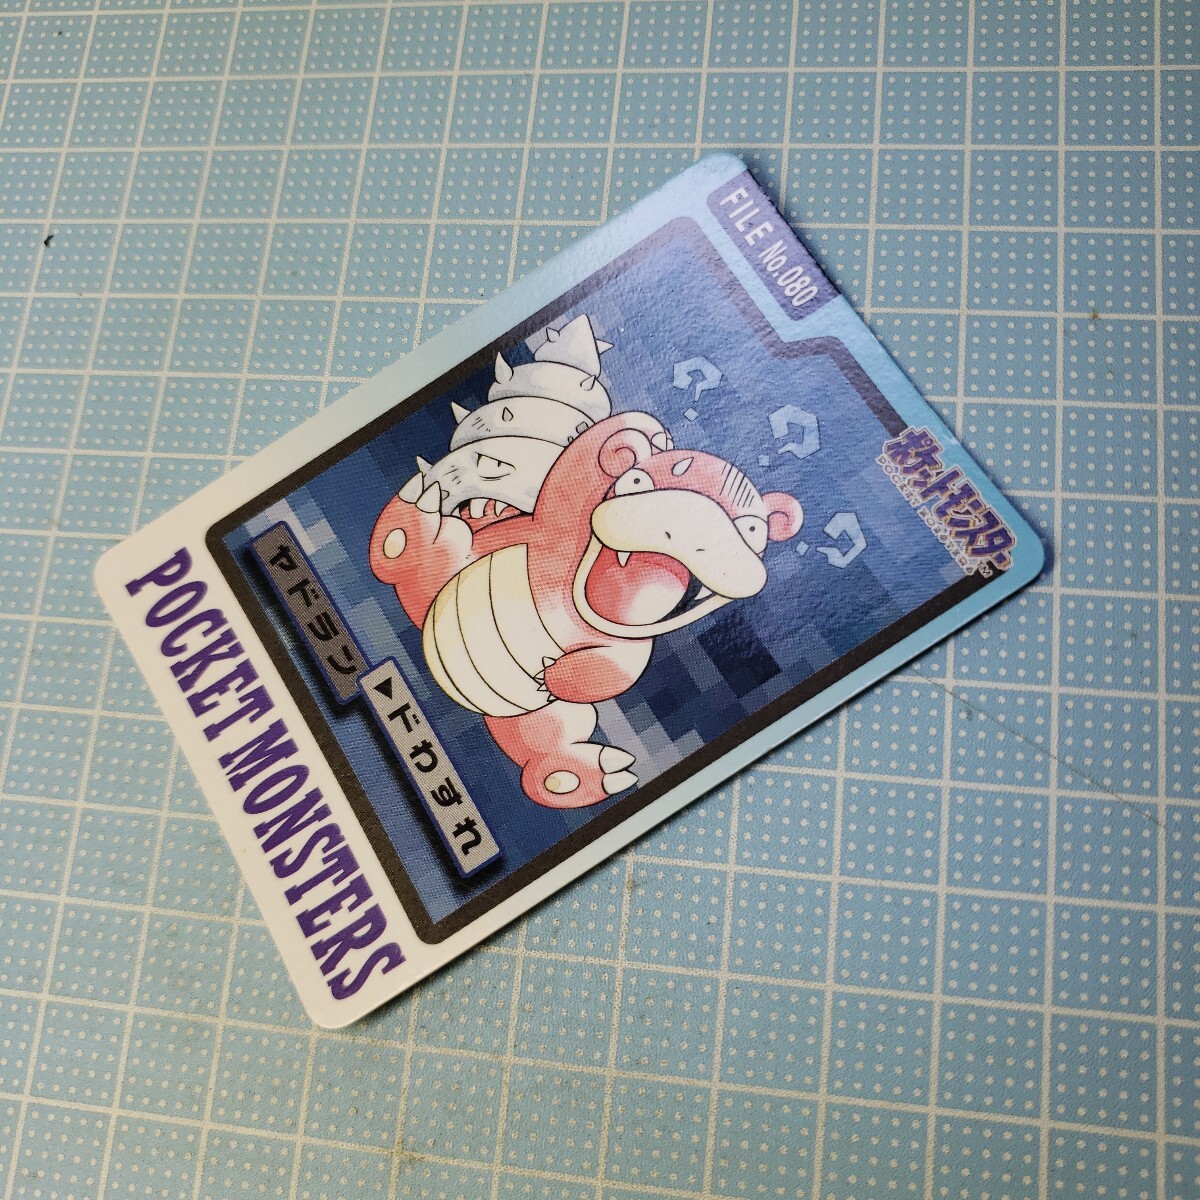 FILE No.080
ポケットモンスター
POCKET MONSTERS TM
ヤドラン
▶ドわすれ
POCKET MONSTERS